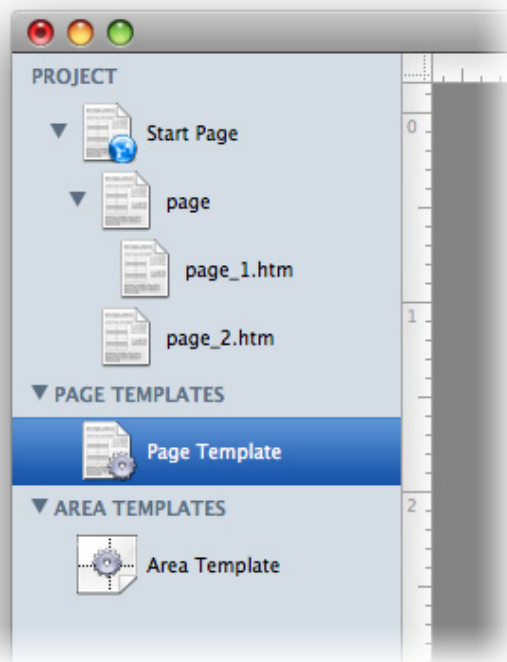 PROJECT
Start Page
0
page
page_1.htm
1
page_2.htm
PAGE TEMPLATES
Page Template
AREA TEMPLATES
2
Area Template